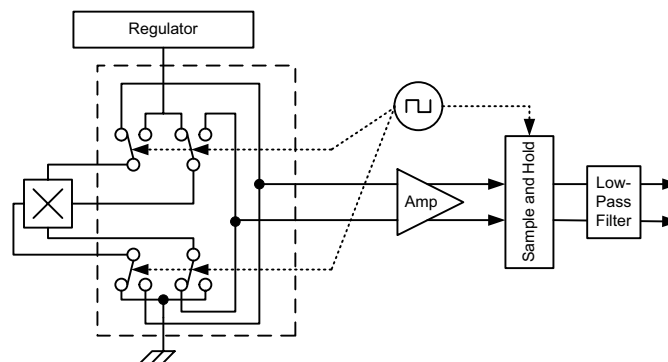 Regulator
Amp
Sample and Hold
Low-
Pass
Filter